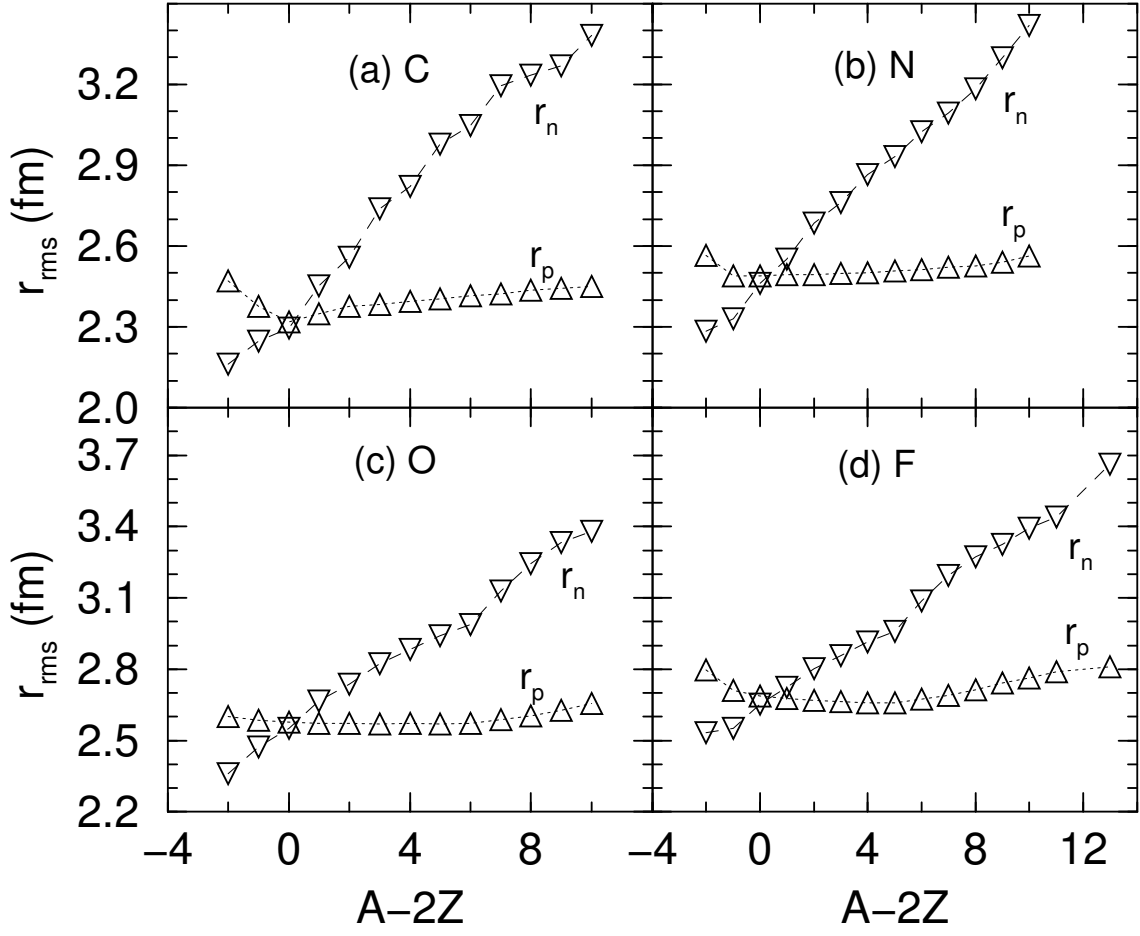 (a) C
(b) N
3.2
2.9
2.6
2.3
2.0
r_rms (fm)
r_n
r_p
r_n
r_p
(c) O
(d) F
3.7
3.4
3.1
2.8
2.5
2.2
r_rms (fm)
r_n
r_p
r_n
r_p
−4 0 4 8 −4 0 4 8 12
A−2Z A−2Z